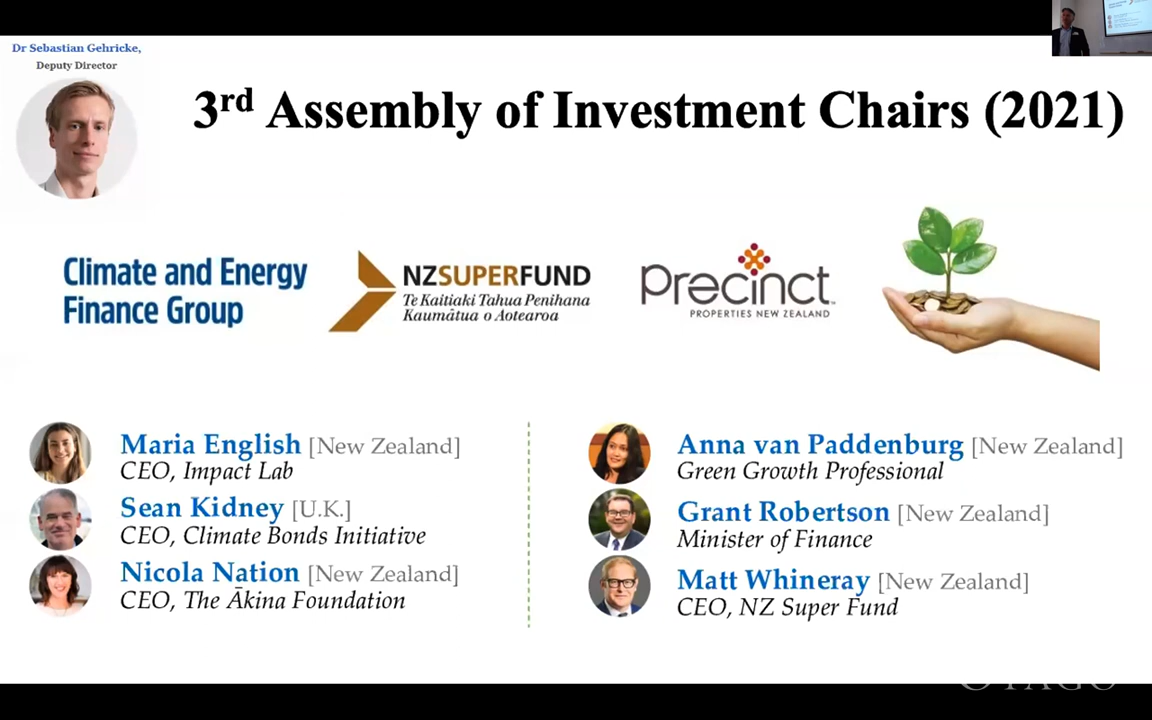 Dr Sebastian Gehricke,
Deputy Director
3rd Assembly of Investment Chairs (2021)
Climate and Energy
Finance Group
NZSUPERFUND
Te Kaitiaki Tahua Penihana
Kaumātua o Aotearoa
Precinct
PROPERTIES NEW ZEALAND
Maria English [New Zealand]
CEO, Impact Lab
Sean Kidney [U.K.]
CEO, Climate Bonds Initiative
Nicola Nation [New Zealand]
CEO, The Ākina Foundation
Anna van Paddenburg [New Zealand]
Green Growth Professional
Grant Robertson [New Zealand]
Minister of Finance
Matt Whineray [New Zealand]
CEO, NZ Super Fund
OTAGO